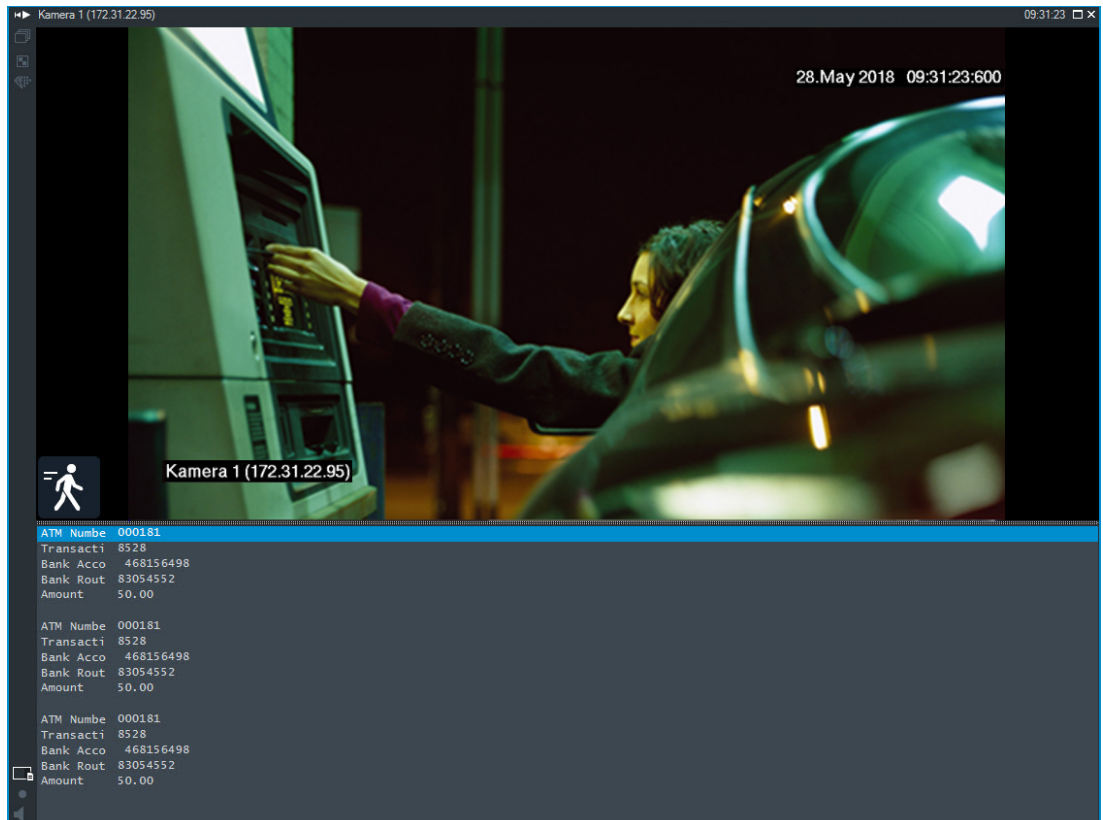 Kamera 1 (172.31.22.95) 09:31:23
28.May 2018 09:31:23:600
Kamera 1 (172.31.22.95)
ATM Numbe 000181
Transacti 8528
Bank Acco 468156498
Bank Rout 83054552
Amount 50.00
ATM Numbe 000181
Transacti 8528
Bank Acco 468156498
Bank Rout 83054552
Amount 50.00
ATM Numbe 000181
Transacti 8528
Bank Acco 468156498
Bank Rout 83054552
Amount 50.00